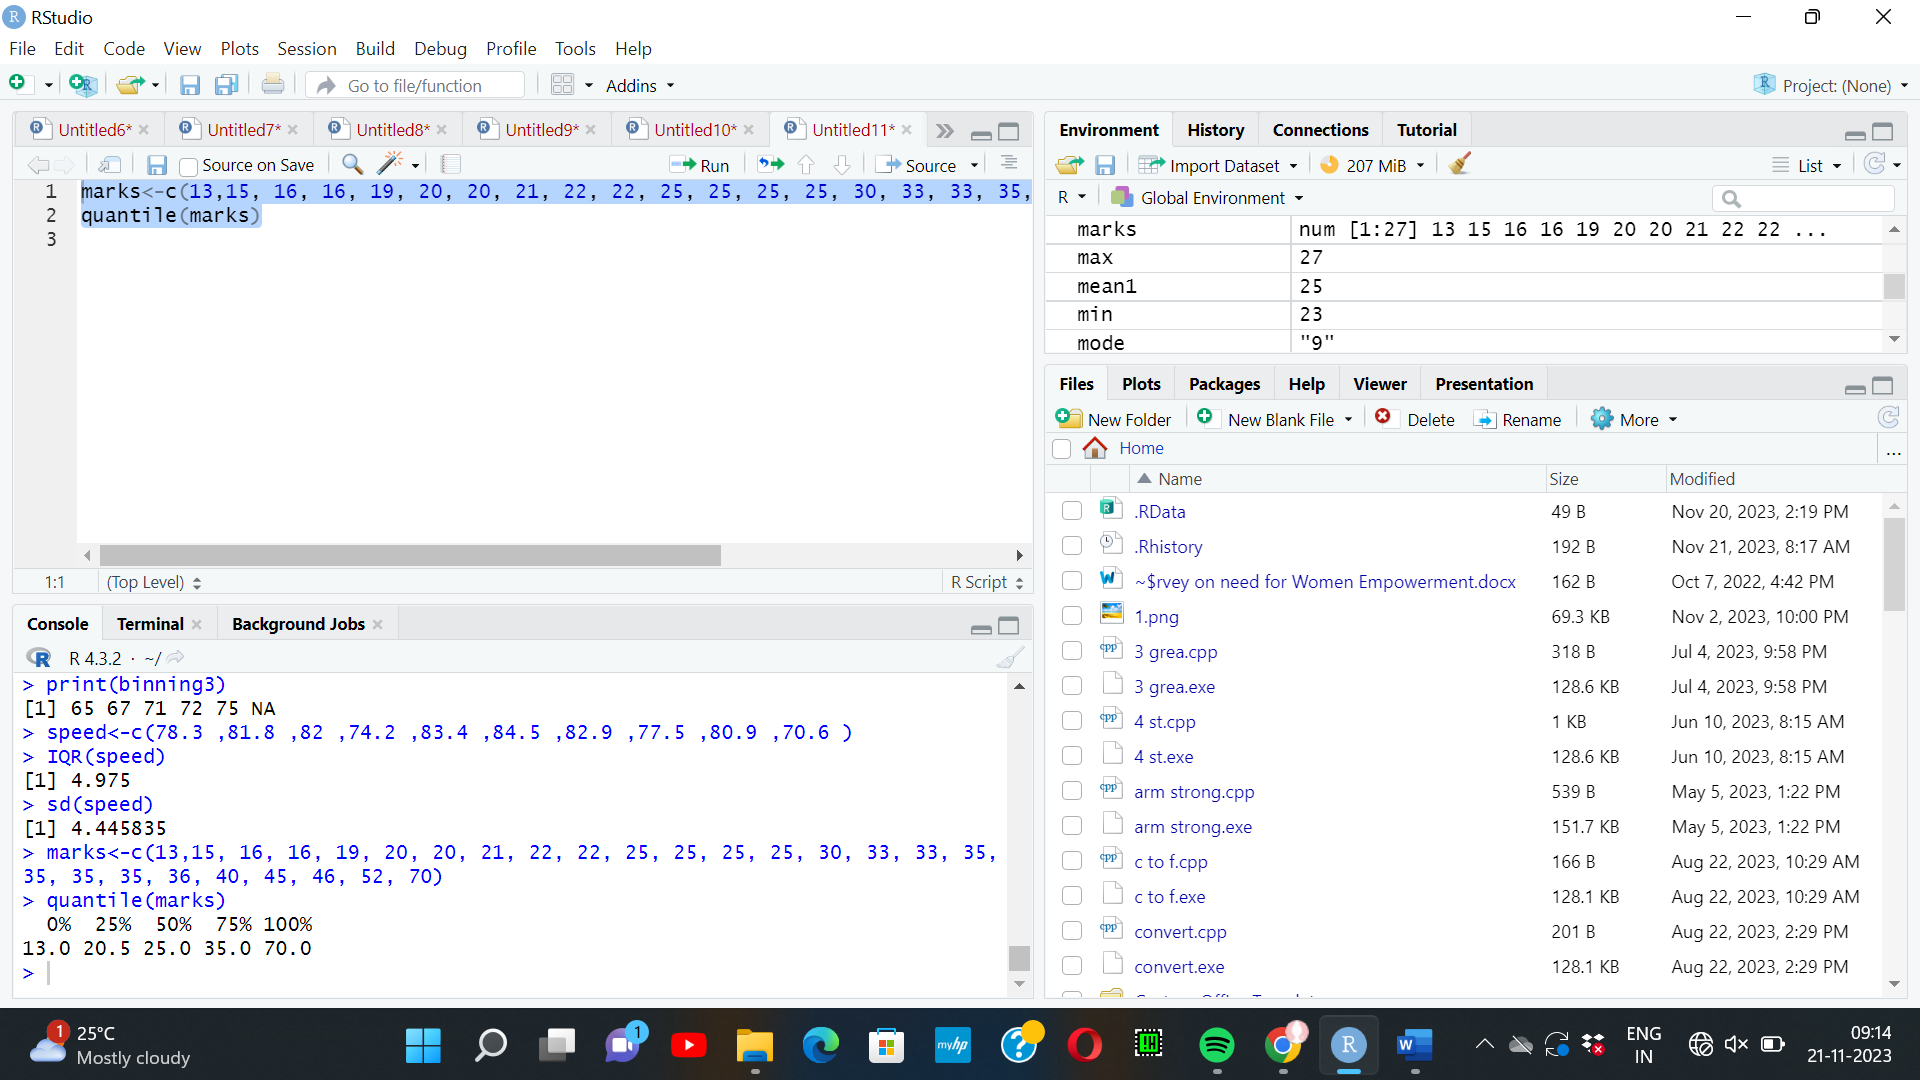 RStudio
File Edit Code View Plots Session Build Debug Profile Tools Help
Go to file/function Addins Project: (None)
Untitled6* Untitled7* Untitled8* Untitled9* Untitled10* Untitled11*
Source on Save Run Source
1 marks<-c(13,15, 16, 16, 19, 20, 20, 21, 22, 22, 25, 25, 25, 25, 30, 33, 33, 35,
2 quantile(marks)
3
1:1 (Top Level) R Script
Console Terminal Background Jobs
R 4.3.2 · ~/
> print(binning3)
[1] 65 67 71 72 75 NA
> speed<-c(78.3 ,81.8 ,82 ,74.2 ,83.4 ,84.5 ,82.9 ,77.5 ,80.9 ,70.6 )
> IQR(speed)
[1] 4.975
> sd(speed)
[1] 4.445835
> marks<-c(13,15, 16, 16, 19, 20, 20, 21, 22, 22, 25, 25, 25, 25, 30, 33, 33, 35,
35, 35, 35, 36, 40, 45, 46, 52, 70)
> quantile(marks)
0% 25% 50% 75% 100%
13.0 20.5 25.0 35.0 70.0
>
Environment History Connections Tutorial
Import Dataset 207 MiB List
R Global Environment
marks num [1:27] 13 15 16 16 19 20 20 21 22 22 ...
max 27
mean1 25
min 23
mode "9"
Files Plots Packages Help Viewer Presentation
New Folder New Blank File Delete Rename More
Home ...
Name Size Modified
.RData 49 B Nov 20, 2023, 2:19 PM
.Rhistory 192 B Nov 21, 2023, 8:17 AM
~$rvey on need for Women Empowerment.docx 162 B Oct 7, 2022, 4:42 PM
1.png 69.3 KB Nov 2, 2023, 10:00 PM
3 grea.cpp 318 B Jul 4, 2023, 9:58 PM
3 grea.exe 128.6 KB Jul 4, 2023, 9:58 PM
4 st.cpp 1 KB Jun 10, 2023, 8:15 AM
4 st.exe 128.6 KB Jun 10, 2023, 8:15 AM
arm strong.cpp 539 B May 5, 2023, 1:22 PM
arm strong.exe 151.7 KB May 5, 2023, 1:22 PM
c to f.cpp 166 B Aug 22, 2023, 10:29 AM
c to f.exe 128.1 KB Aug 22, 2023, 10:29 AM
convert.cpp 201 B Aug 22, 2023, 2:29 PM
convert.exe 128.1 KB Aug 22, 2023, 2:29 PM
1 25°C
Mostly cloudy
1
myhp
ENG
IN
09:14
21-11-2023